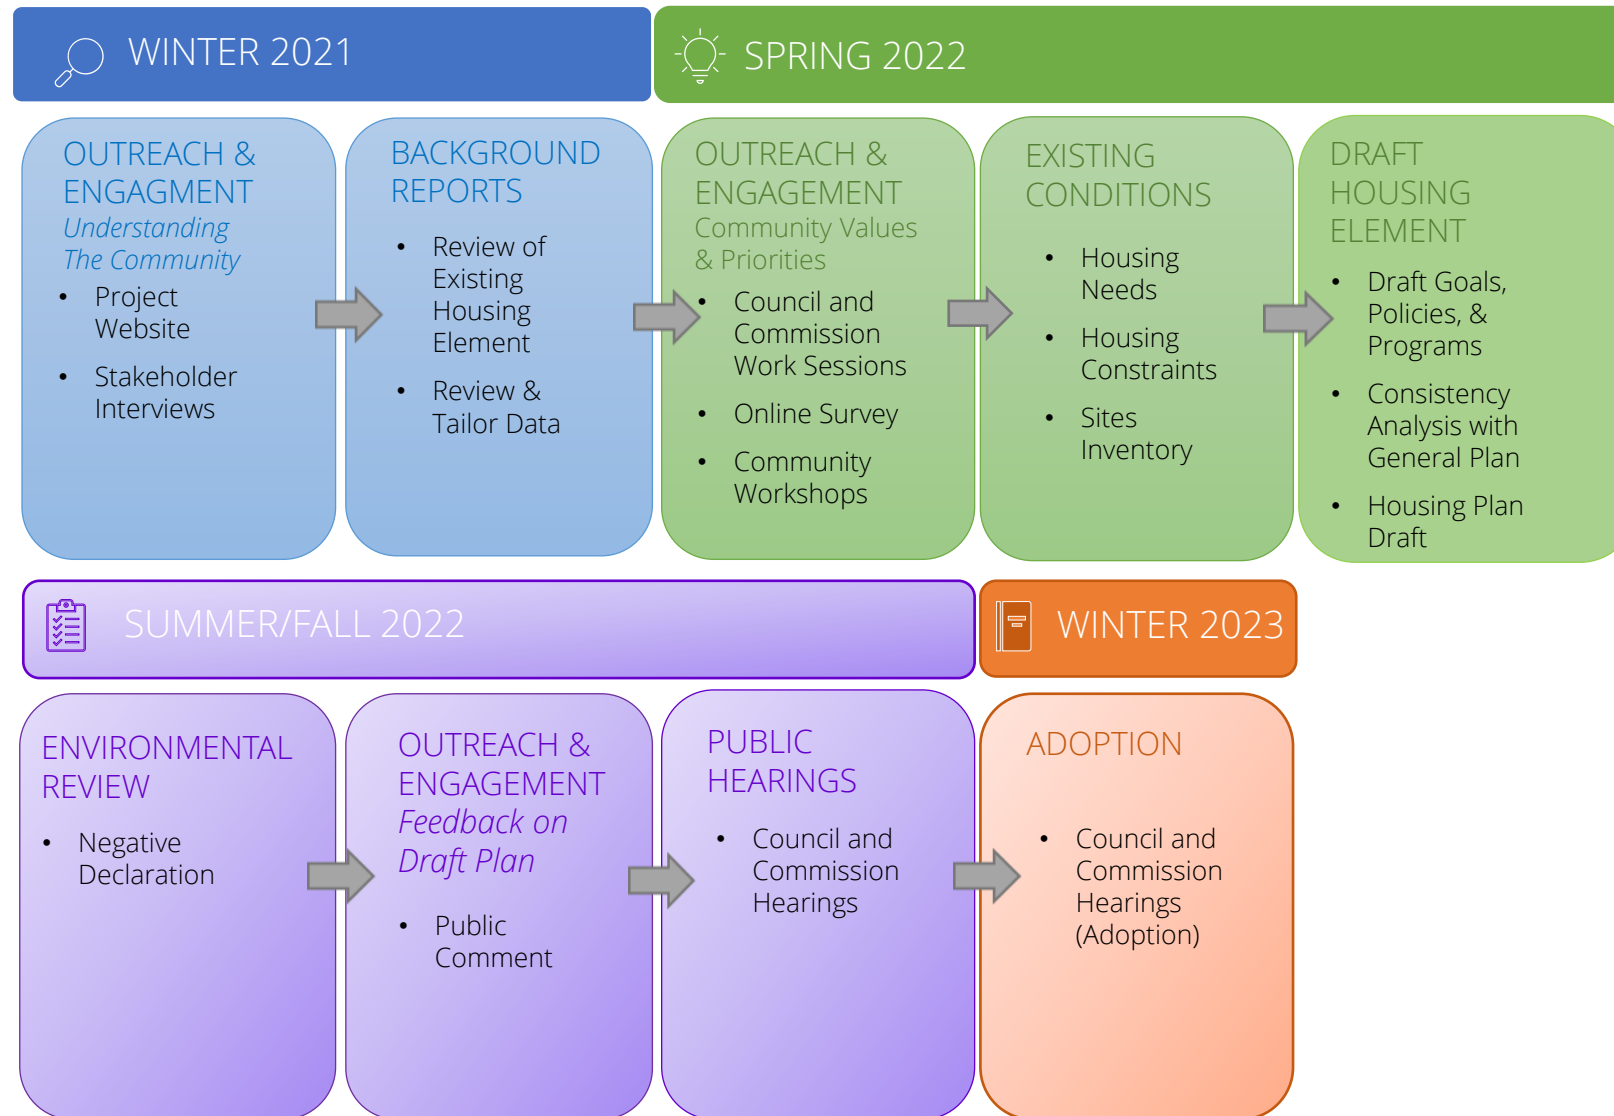 WINTER 2021
SPRING 2022
OUTREACH &
ENGAGMENT
Understanding
The Community
• Project
Website
• Stakeholder
Interviews
BACKGROUND
REPORTS
• Review of
Existing
Housing
Element
• Review &
Tailor Data
OUTREACH &
ENGAGEMENT
Community Values
& Priorities
• Council and
Commission
Work Sessions
• Online Survey
• Community
Workshops
EXISTING
CONDITIONS
• Housing
Needs
• Housing
Constraints
• Sites
Inventory
DRAFT
HOUSING
ELEMENT
• Draft Goals,
Policies, &
Programs
• Consistency
Analysis with
General Plan
• Housing Plan
Draft
SUMMER/FALL 2022
WINTER 2023
ENVIRONMENTAL
REVIEW
• Negative
Declaration
OUTREACH &
ENGAGEMENT
Feedback on
Draft Plan
• Public
Comment
PUBLIC
HEARINGS
• Council and
Commission
Hearings
ADOPTION
• Council and
Commission
Hearings
(Adoption)